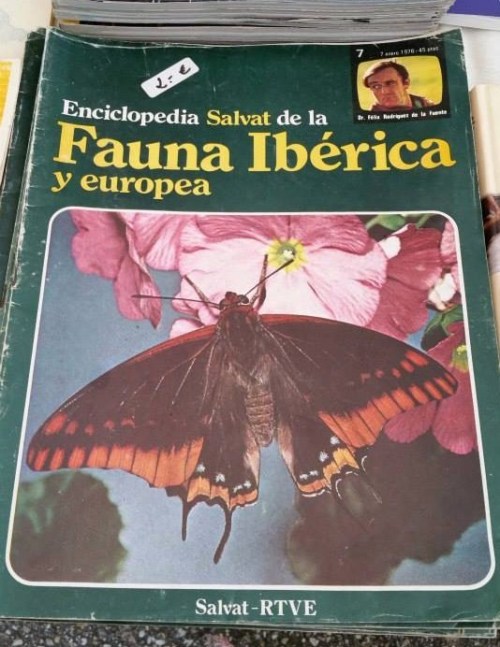 7
7 enero 1976-45 ptas.
Dr. Félix Rodríguez de la Fuente
Enciclopedia Salvat de la
Fauna Ibérica
y europea
Salvat-RTVE